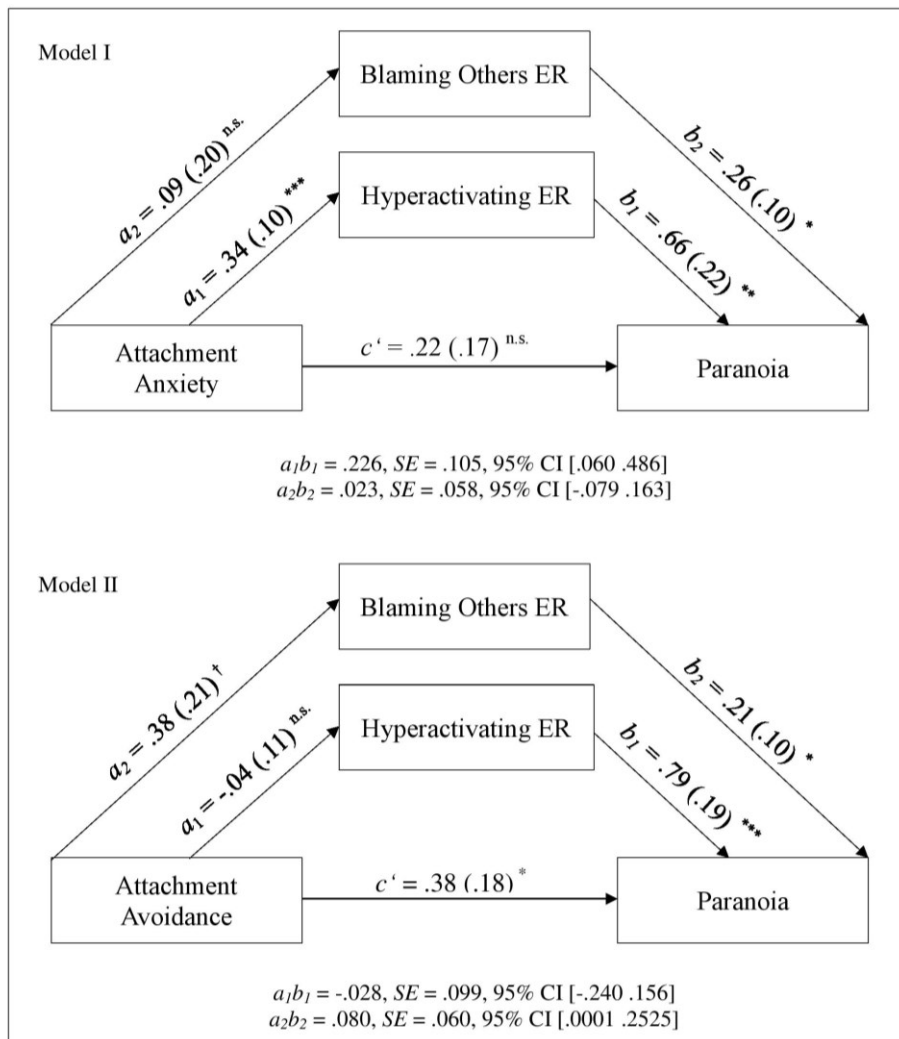 Model I
Blaming Others ER
a₂ = .09 (.20) n.s.
b₂ = .26 (.10) *
Hyperactivating ER
a₁ = .34 (.10) ***
b₁ = .66 (.22) **
Attachment
Anxiety
c‘ = .22 (.17) n.s.
Paranoia
a₁b₁ = .226, SE = .105, 95% CI [.060 .486]
a₂b₂ = .023, SE = .058, 95% CI [-.079 .163]
Model II
Blaming Others ER
a₂ = .38 (.21) †
b₂ = .21 (.10) *
Hyperactivating ER
a₁ = -.04 (.11) n.s.
b₁ = .79 (.19) ***
Attachment
Avoidance
c‘ = .38 (.18) *
Paranoia
a₁b₁ = -.028, SE = .099, 95% CI [-.240 .156]
a₂b₂ = .080, SE = .060, 95% CI [.0001 .2525]